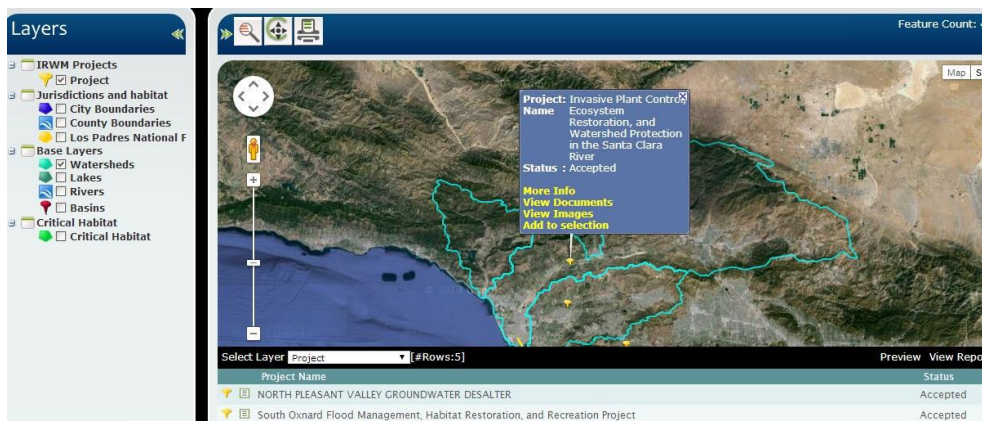 Layers
IRWM Projects
Project
Jurisdictions and habitat
City Boundaries
County Boundaries
Los Padres National F
Base Layers
Watersheds
Lakes
Rivers
Basins
Critical Habitat
Critical Habitat
Feature Count: 4
Map S
Project: Invasive Plant Control,
Name Ecosystem
Restoration, and
Watershed Protection
in the Santa Clara
River
Status : Accepted
More Info
View Documents
View Images
Add to selection
Select Layer Project [#Rows:5] Preview View Repo
Project Name Status
NORTH PLEASANT VALLEY GROUNDWATER DESALTER Accepted
South Oxnard Flood Management, Habitat Restoration, and Recreation Project Accepted